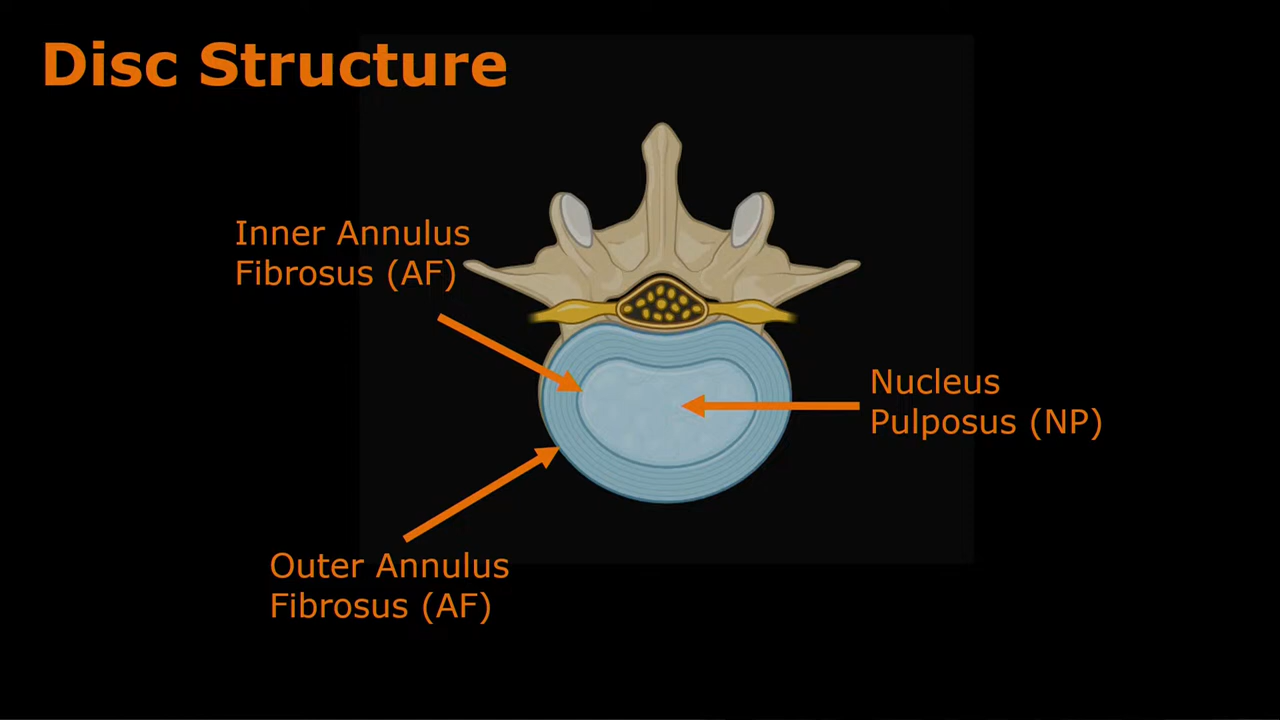 Disc Structure
Inner Annulus
Fibrosus (AF)
Nucleus
Pulposus (NP)
Outer Annulus
Fibrosus (AF)